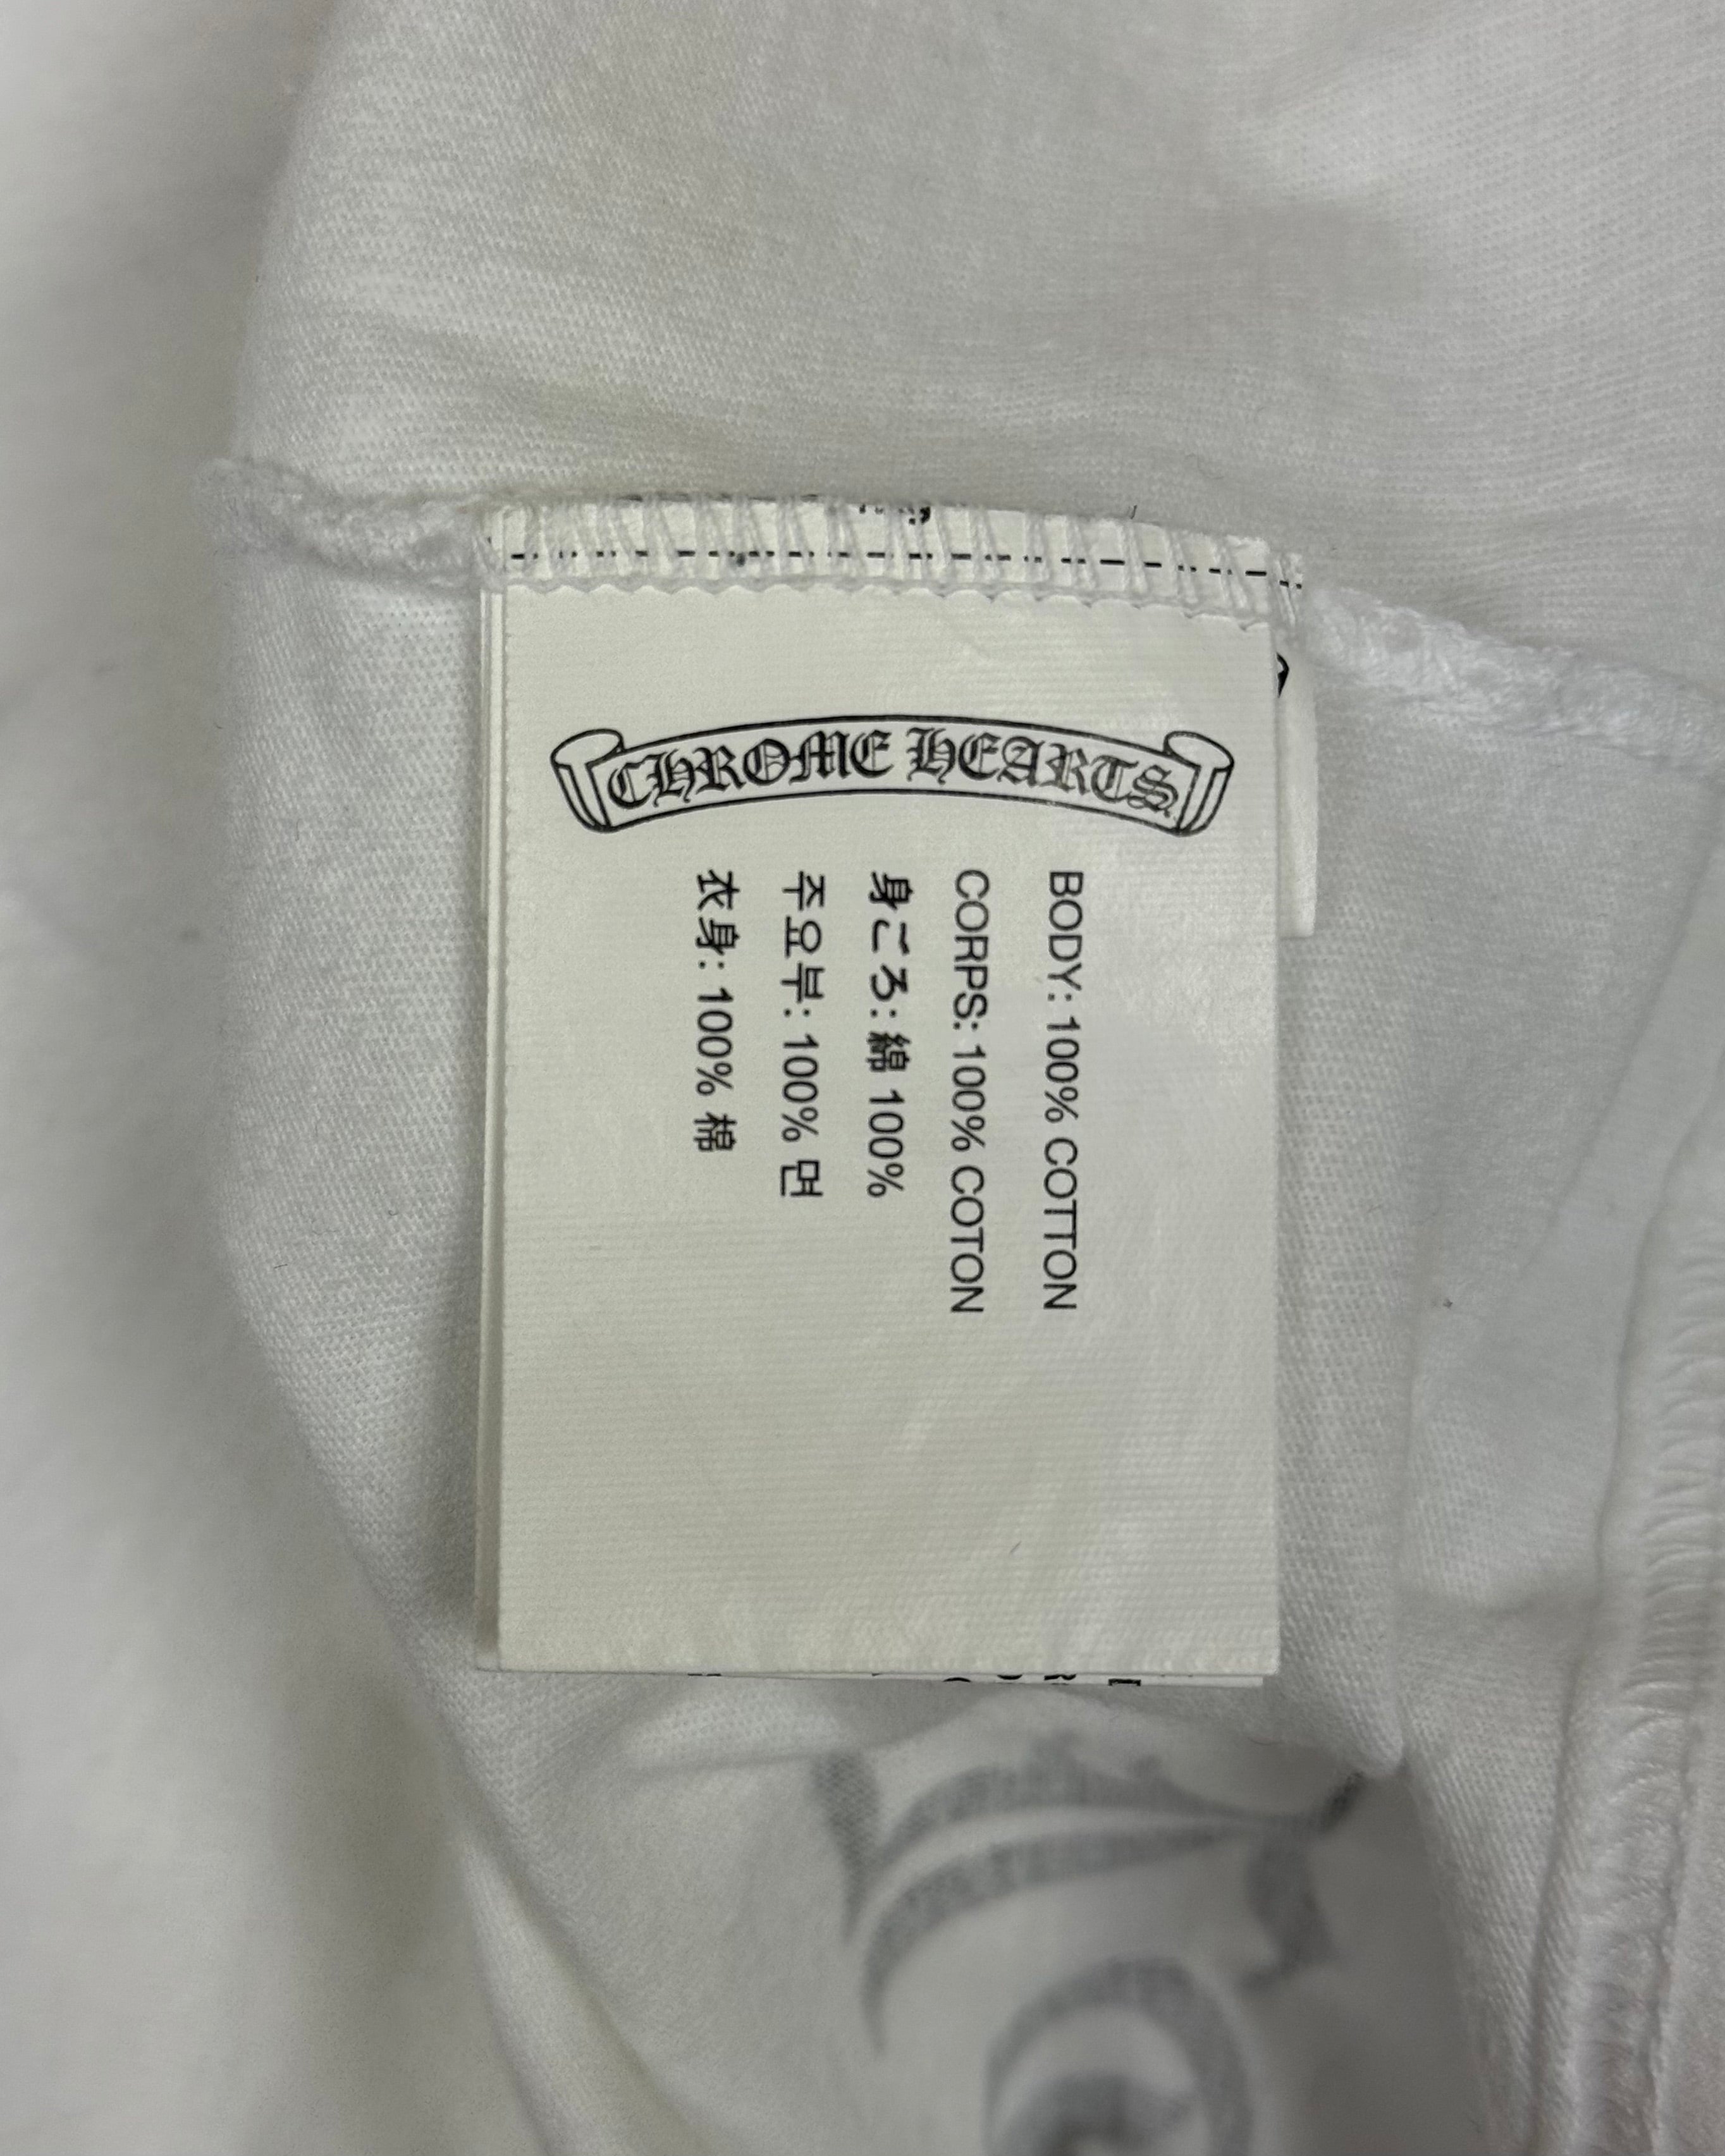 CHROME HEARTS
BODY: 100% COTTON
CORPS: 100% COTON
身ごろ: 綿 100%
주요부: 100% 면
衣身: 100% 棉